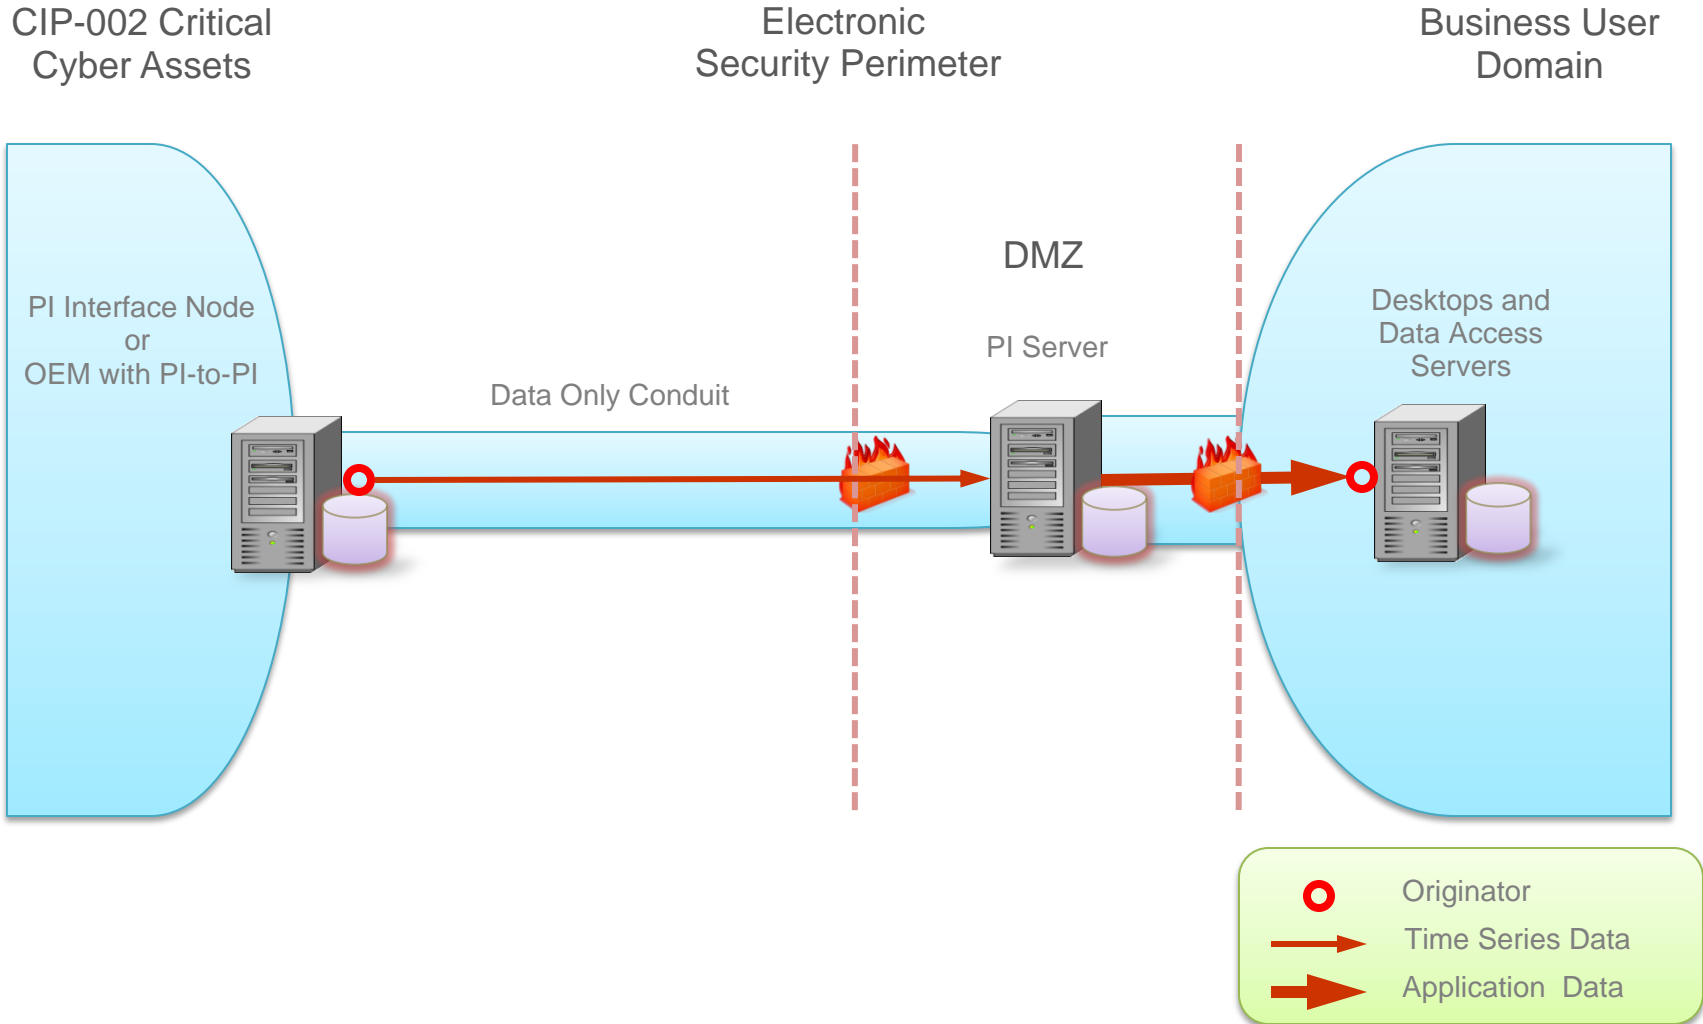 CIP-002 Critical
Cyber Assets
Electronic
Security Perimeter
Business User
Domain
PI Interface Node
or
OEM with PI-to-PI
Data Only Conduit
DMZ
PI Server
Desktops and
Data Access
Servers
Originator
Time Series Data
Application Data